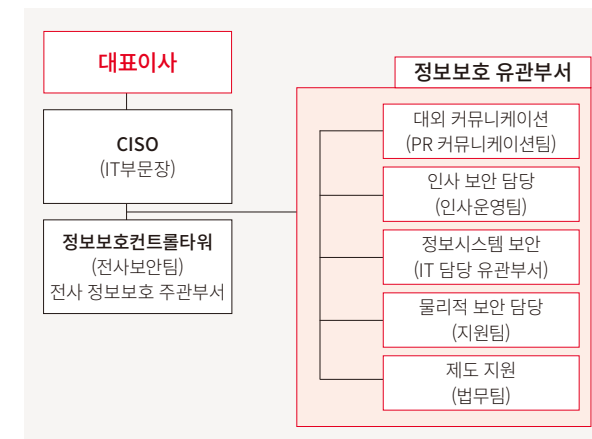 대표이사
CISO
(IT부문장)
정보보호컨트롤타워
(전사보안팀)
전사 정보보호 주관부서
정보보호 유관부서
대외 커뮤니케이션
(PR 커뮤니케이션팀)
인사 보안 담당
(인사운영팀)
정보시스템 보안
(IT 담당 유관부서)
물리적 보안 담당
(지원팀)
제도 지원
(법무팀)